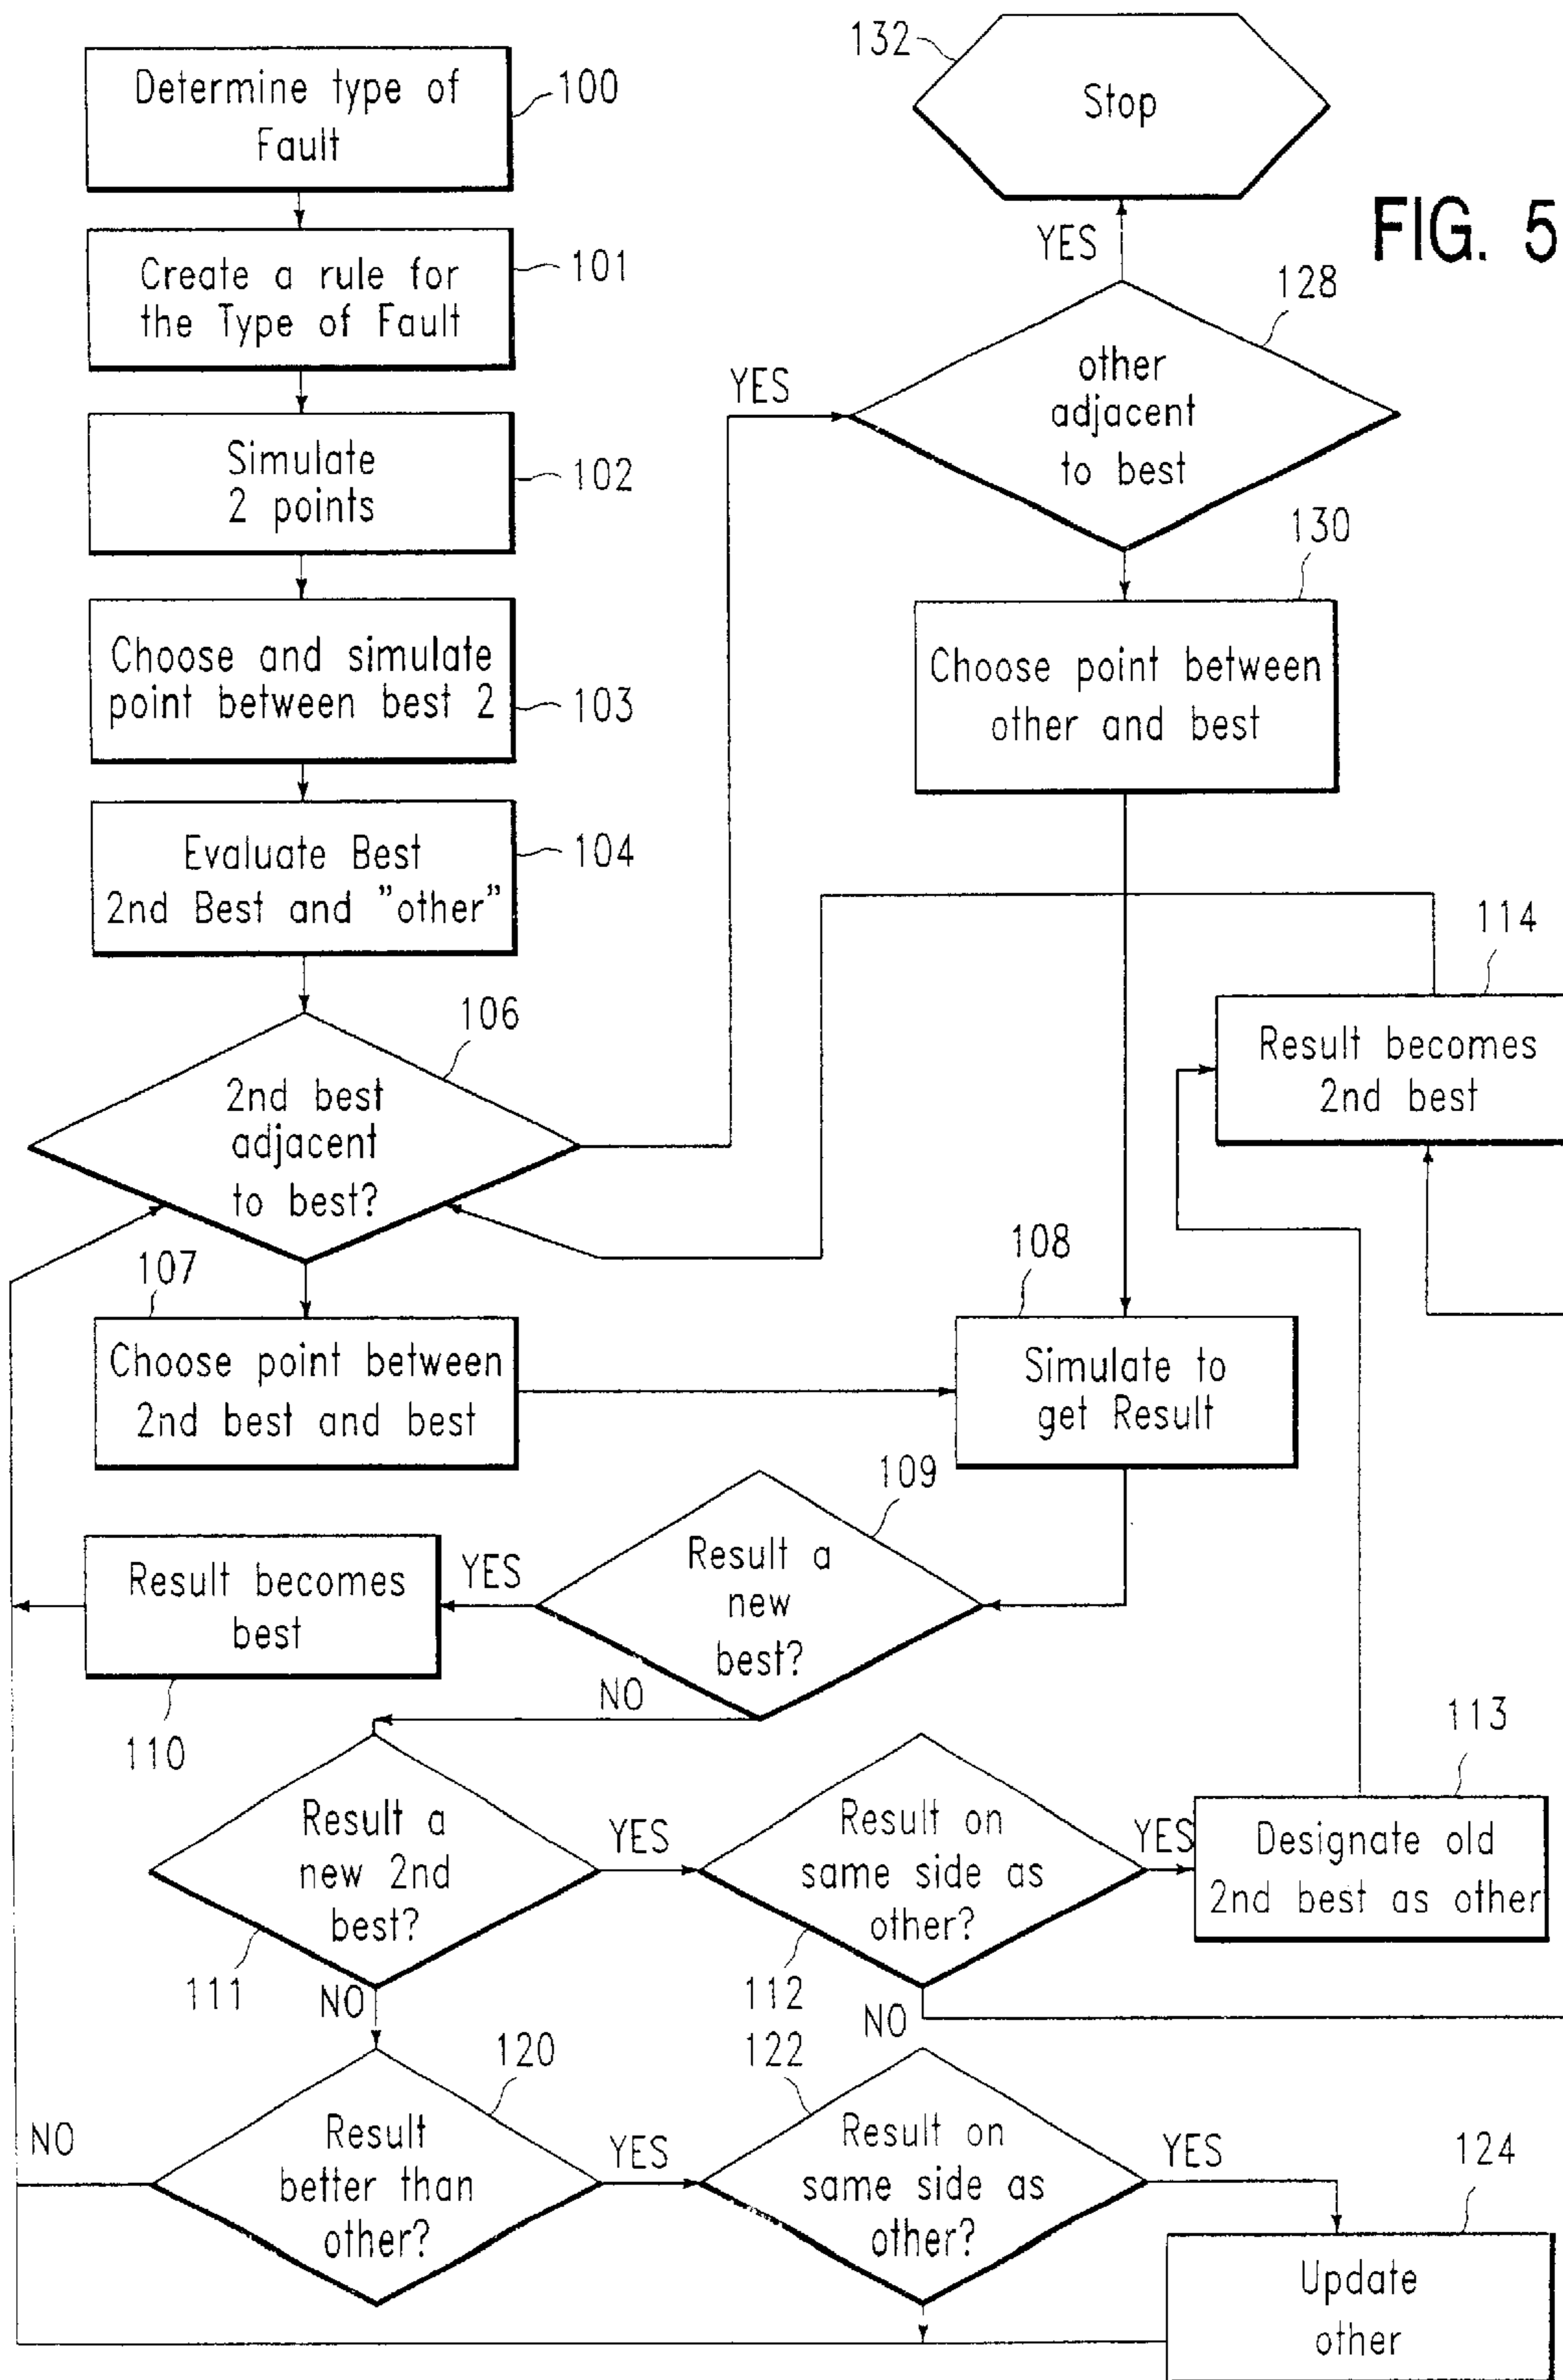 FIG. 5
Determine type of
Fault
100
Create a rule for
the Type of Fault
101
Simulate
2 points
102
Choose and simulate
point between best 2
103
Evaluate Best
2nd Best and "other"
104
2nd best
adjacent
to best?
106
YES
107
Choose point between
2nd best and best
132
Stop
YES
128
other
adjacent
to best
130
Choose point between
other and best
114
Result becomes
2nd best
108
Simulate to
get Result
109
Result a
new
best?
YES
NO
Result becomes
best
110
Result a
new 2nd
best?
111
YES
NO
Result on
same side as
other?
112
YES
NO
113
Designate old
2nd best as other
120
Result
better than
other?
NO
YES
122
Result on
same side as
other?
YES
124
Update
other